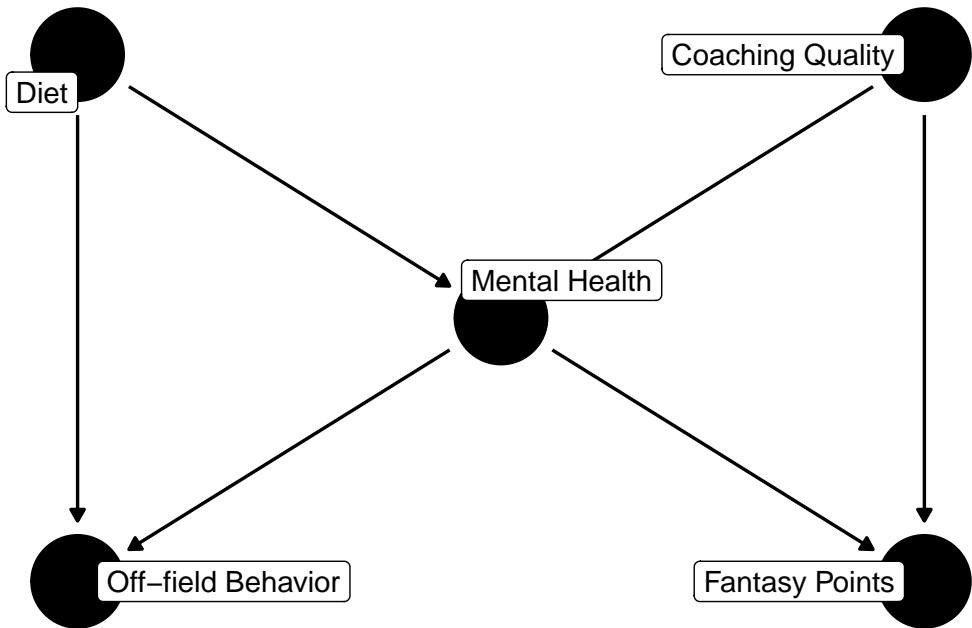 Coaching Quality
Diet
Mental Health
Off−field Behavior
Fantasy Points